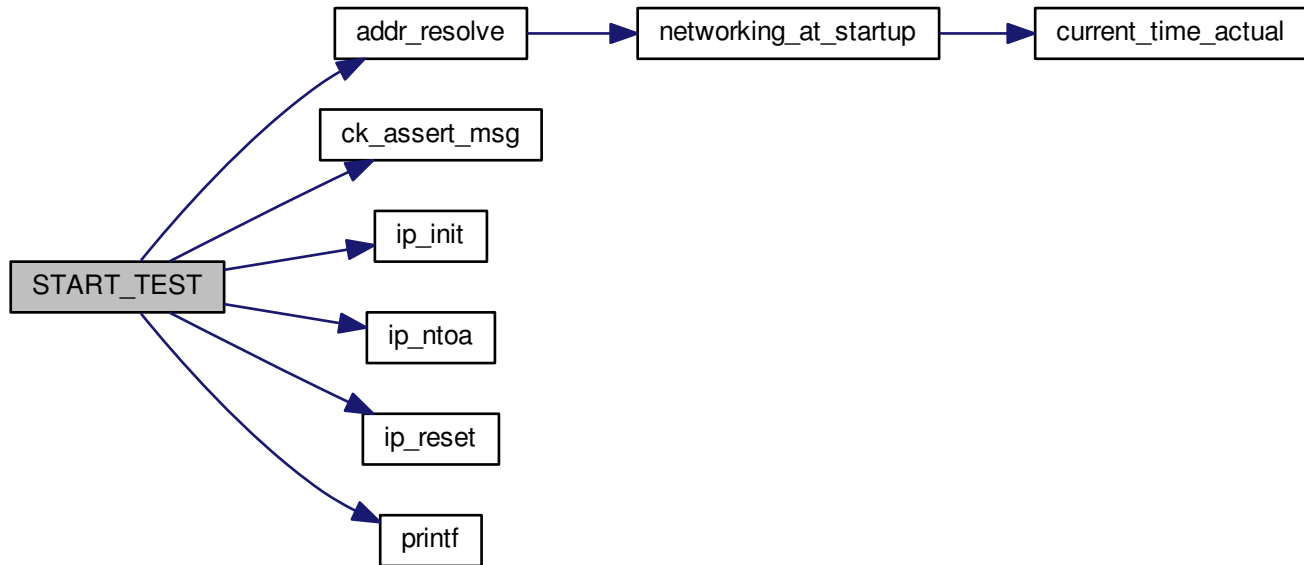 addr_resolve
networking_at_startup
current_time_actual
ck_assert_msg
ip_init
START_TEST
ip_ntoa
ip_reset
printf